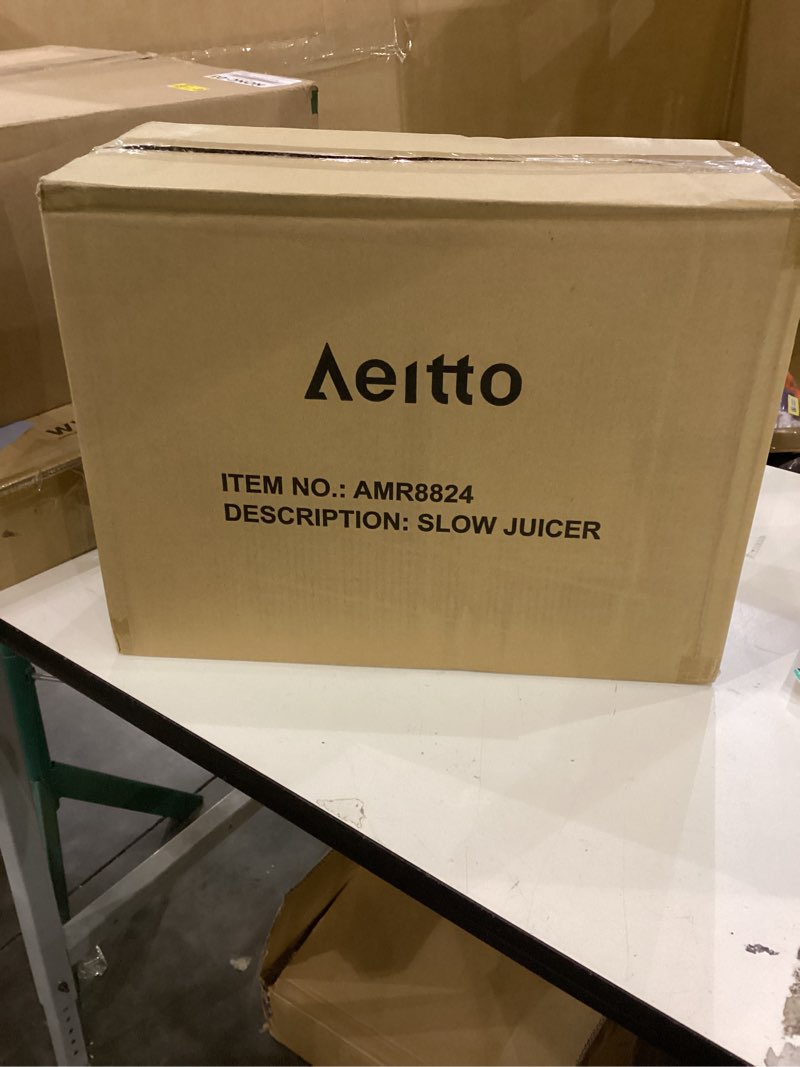 Aeitto
ITEM NO.: AMR8824
DESCRIPTION: SLOW JUICER